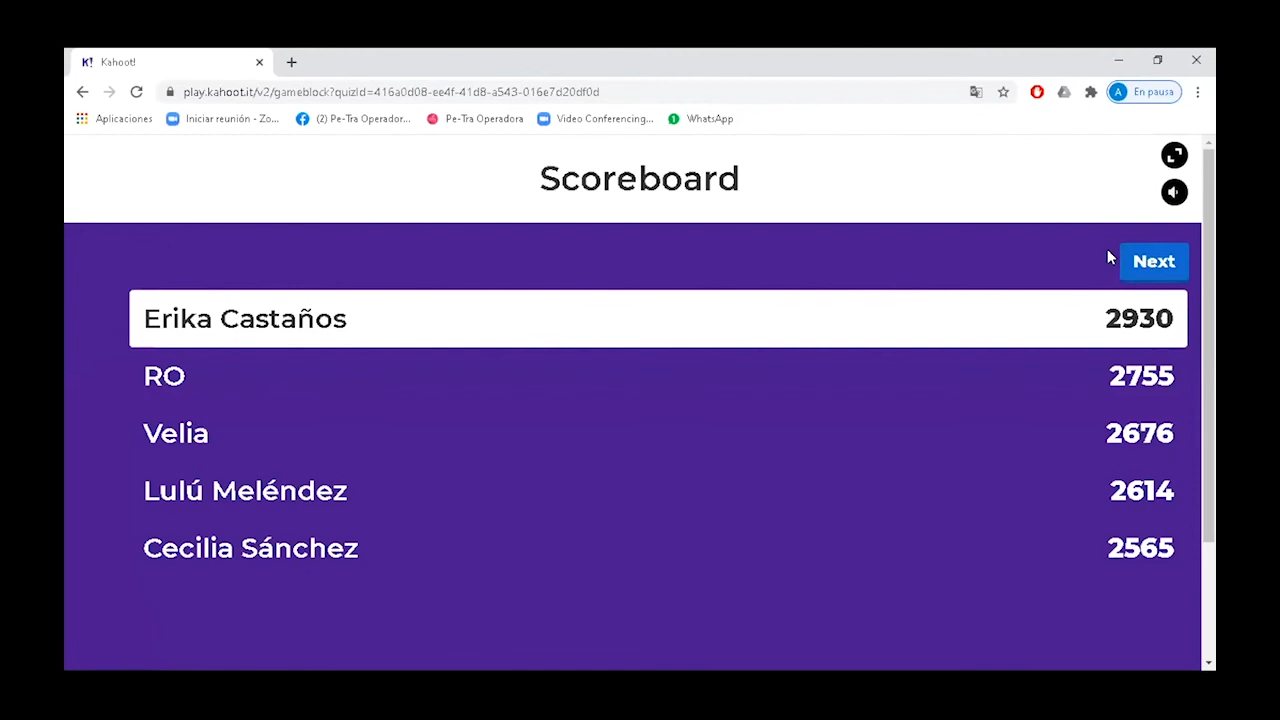 K! Kahoot!
play.kahoot.it/v2/gameblock?quizId=416a0d08-ee4f-41d8-a543-016e7d20df0d
A En pausa
Aplicaciones Iniciar reunión - Zo... (2) Pe-Tra Operador... Pe-Tra Operadora Video Conferencing... 1 WhatsApp
Scoreboard
Next
Erika Castaños 2930
RO 2755
Velia 2676
Lulú Meléndez 2614
Cecilia Sánchez 2565